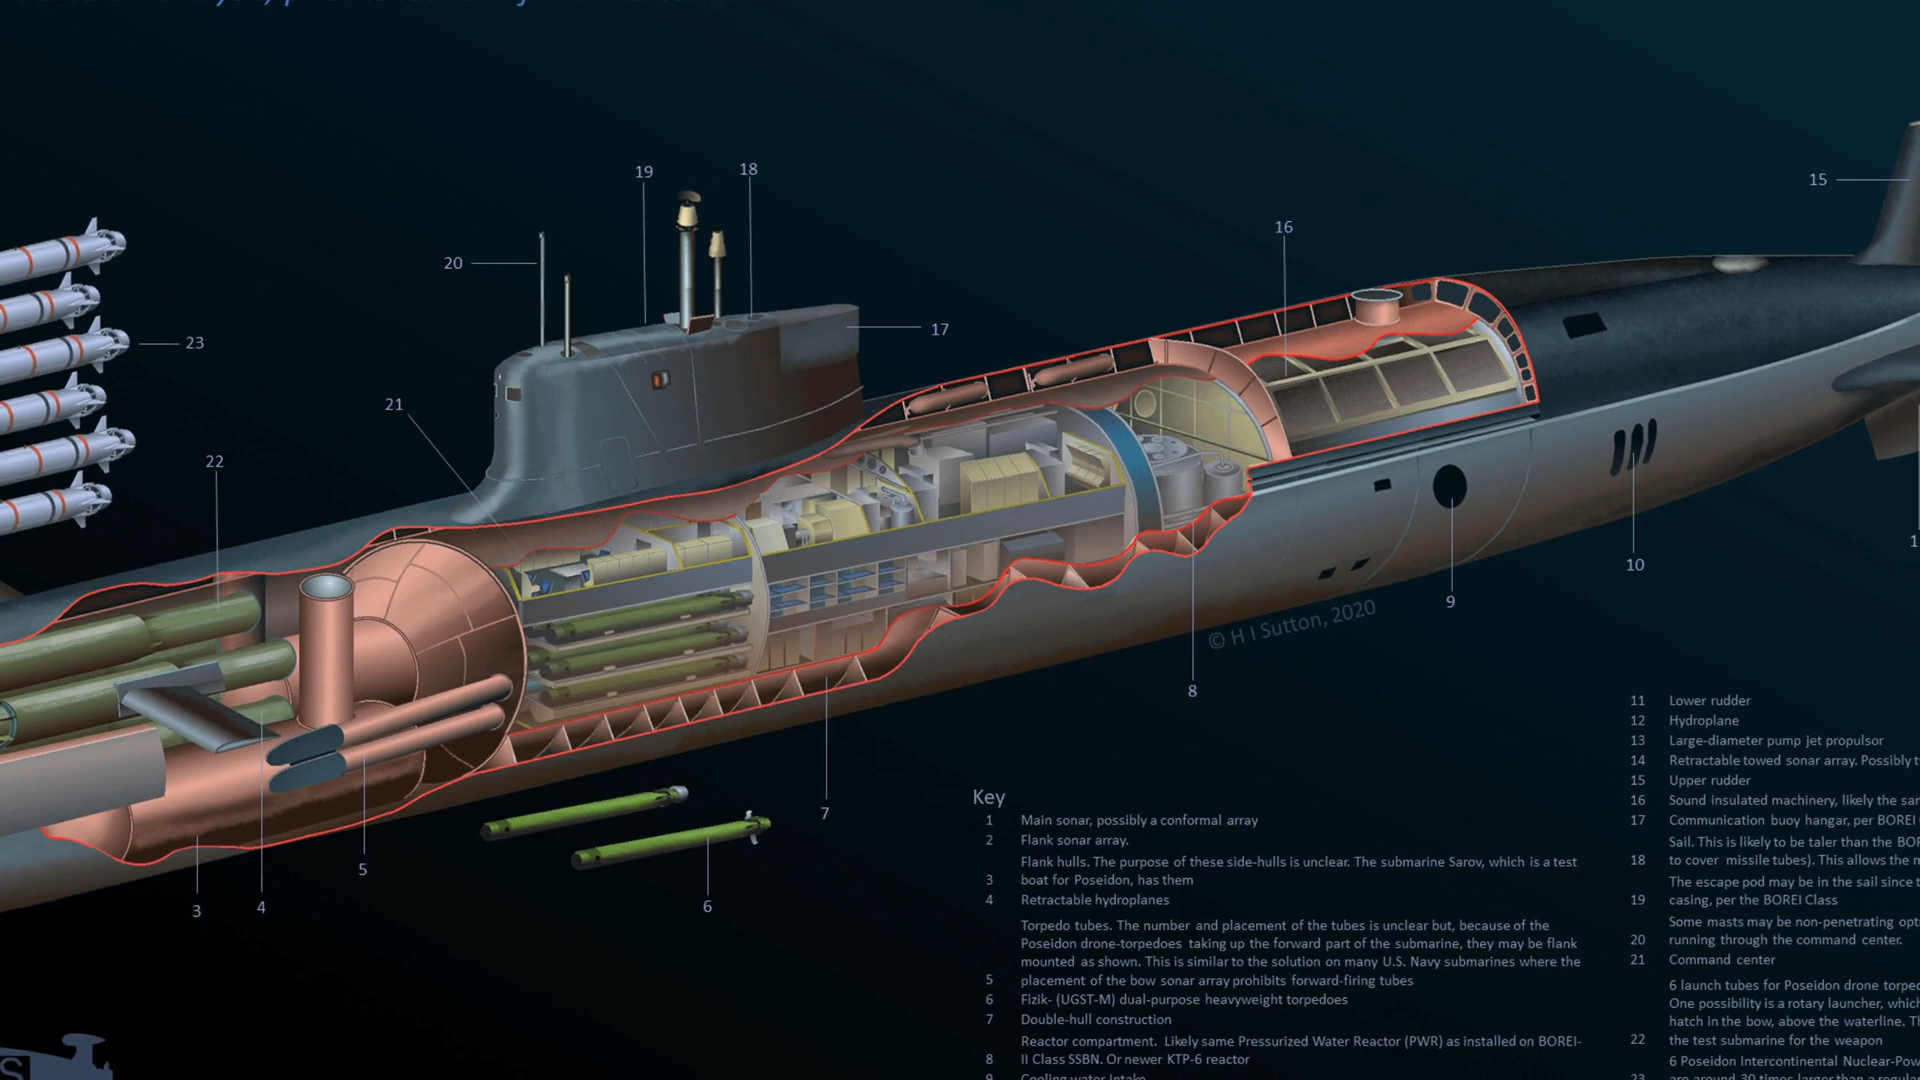 19
18
15
16
20
17
23
21
22
10
9
© H I Sutton, 2020
8
7
5
6
3
4
Key
1 Main sonar, possibly a conformal array
2 Flank sonar array.
Flank hulls. The purpose of these side-hulls is unclear. The submarine Sarov, which is a test
3 boat for Poseidon, has them
4 Retractable hydroplanes
Torpedo tubes. The number and placement of the tubes is unclear but, because of the
Poseidon drone-torpedoes taking up the forward part of the submarine, they may be flank
mounted as shown. This is similar to the solution on many U.S. Navy submarines where the
5 placement of the bow sonar array prohibits forward-firing tubes
6 Fizik- (UGST-M) dual-purpose heavyweight torpedoes
7 Double-hull construction
Reactor compartment. Likely same Pressurized Water Reactor (PWR) as installed on BOREI-
8 II Class SSBN. Or newer KTP-6 reactor
9 Cooling water Intake
11 Lower rudder
12 Hydroplane
13 Large-diameter pump jet propulsor
14 Retractable towed sonar array. Possibly
15 Upper rudder
16 Sound insulated machinery, likely the
17 Communication buoy hangar, per BOREI
Sail. This is likely to be taler than the
18 to cover missile tubes). This allows the
The escape pod may be in the sail since
19 casing, per the BOREI Class
Some masts may be non-penetrating
20 running through the command center.
21 Command center
6 launch tubes for Poseidon drone
One possibility is a rotary launcher,
hatch in the bow, above the waterline.
22 the test submarine for the weapon
6 Poseidon Intercontinental
23 are around 30 times larger than a